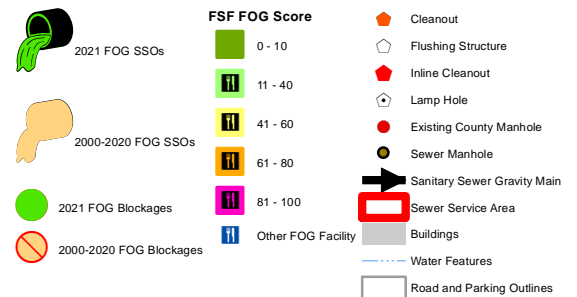 2021 FOG SSOs
2000-2020 FOG SSOs
2021 FOG Blockages
2000-2020 FOG Blockages
FSF FOG Score
0 - 10
11 - 40
41 - 60
61 - 80
81 - 100
Other FOG Facility
Cleanout
Flushing Structure
Inline Cleanout
Lamp Hole
Existing County Manhole
Sewer Manhole
Sanitary Sewer Gravity Main
Sewer Service Area
Buildings
Water Features
Road and Parking Outlines